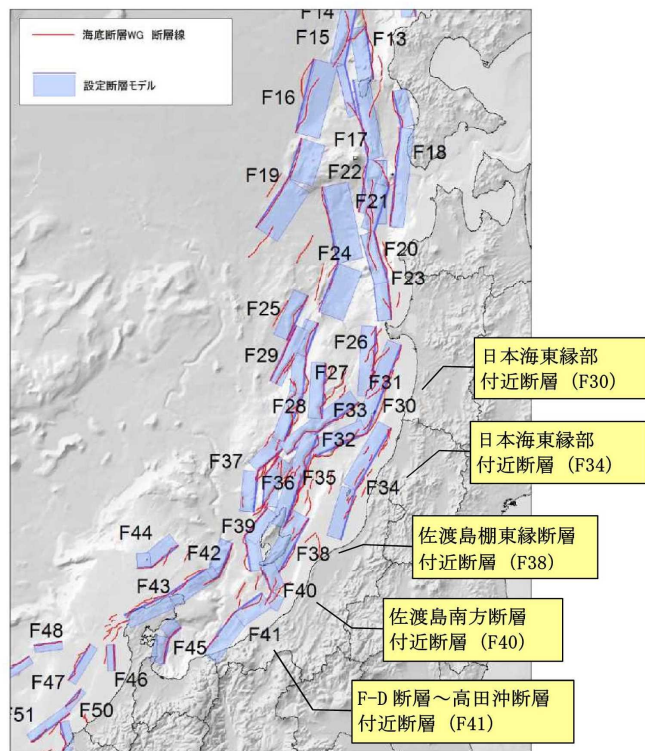 F14
海底断層WG 断層線
F15
F13
設定断層モデル
F16
F17
F18
F22
F19
F21
F24
F20
F23
F25
F26
F29
F27
F31
F28
F33
F30
F32
F37
F36
F35
F34
F39
F44
F42
F38
F43
F40
F48
F45
F41
F47
F46
F51
F50
日本海東縁部
付近断層 (F30)
日本海東縁部
付近断層 (F34)
佐渡島棚東縁断層
付近断層 (F38)
佐渡島南方断層
付近断層 (F40)
F-D 断層～高田沖断層
付近断層 (F41)